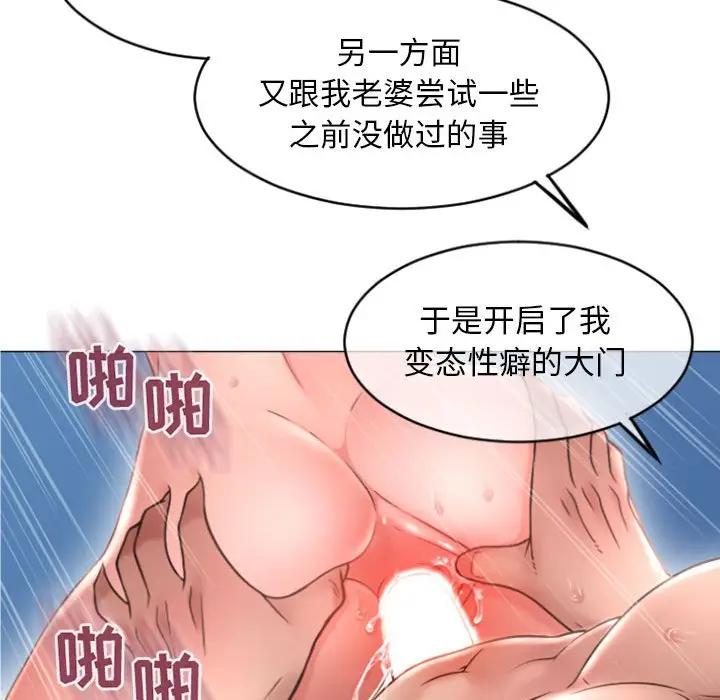 另一方面
又跟我老婆尝试一些
之前没做过的事
于是开启了我
变态性癖的大门
啪
啪
啪
啪